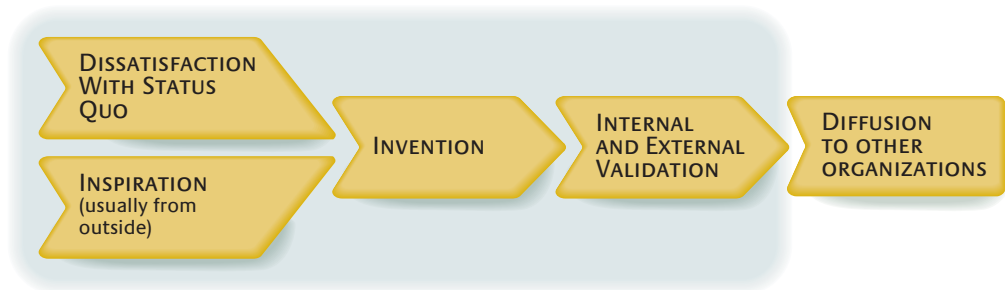 DISSATISFACTION
WITH STATUS
QUO
INSPIRATION
(usually from
outside)
INVENTION
INTERNAL
AND EXTERNAL
VALIDATION
DIFFUSION
TO OTHER
ORGANIZATIONS